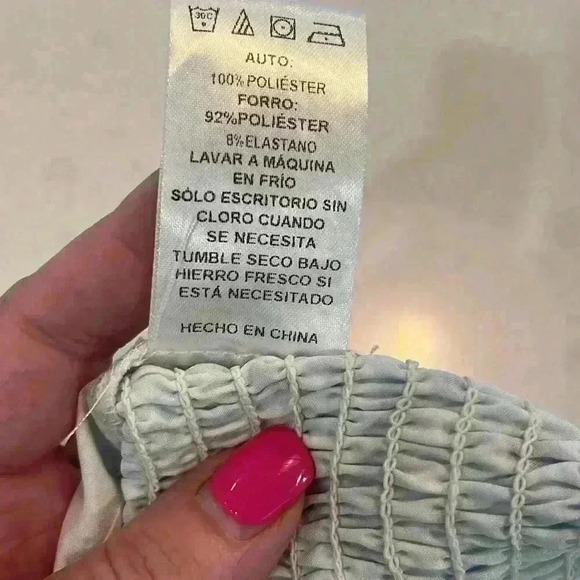 30C
AUTO:
100%POLIÉSTER
FORRO:
92%POLIÉSTER
8%ELASTANO
LAVAR A MÁQUINA
EN FRÍO
SÓLO ESCRITORIO SIN
CLORO CUANDO
SE NECESITA
TUMBLE SECO BAJO
HIERRO FRESCO SI
ESTÁ NECESITADO
HECHO EN CHINA